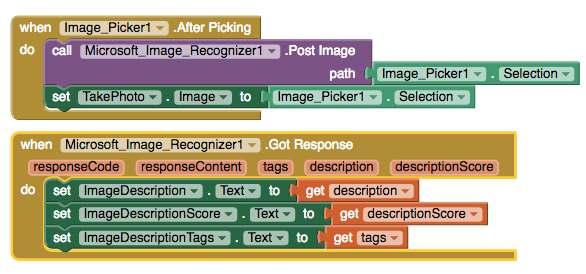 when Image_Picker1 .After Picking
do call Microsoft_Image_Recognizer1 .Post Image
path Image_Picker1 . Selection
set TakePhoto . Image to Image_Picker1 . Selection
when Microsoft_Image_Recognizer1 .Got Response
responseCode responseContent tags description descriptionScore
do set ImageDescription . Text to get description
set ImageDescriptionScore . Text to get descriptionScore
set ImageDescriptionTags . Text to get tags